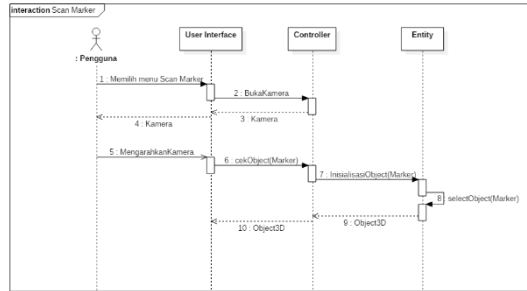 interaction Scan Marker
: Pengguna
User Interface
Controller
Entity
1 : Memilih menu Scan Marker
2 : BukaKamera
3 : Kamera
4 : Kamera
5 : MengarahkanKamera
6 : cekObject(Marker)
7 : InisialisasiObject(Marker)
8 : selectObject(Marker)
9 : Object3D
10 : Object3D